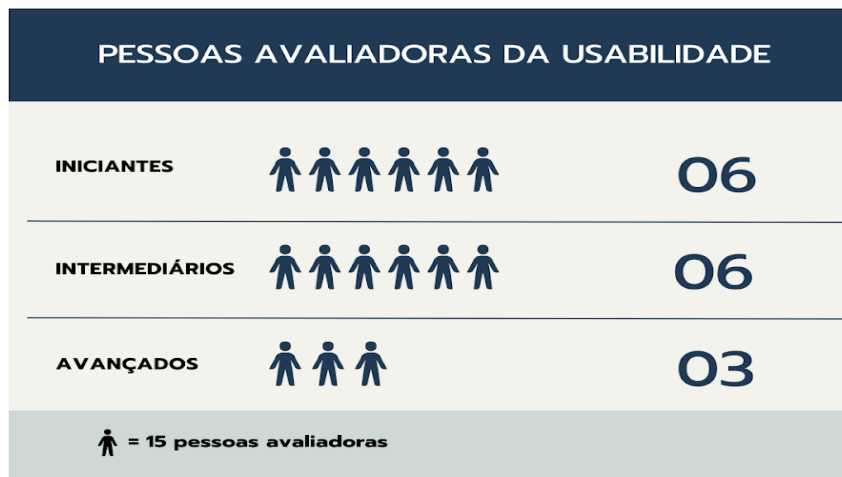 PESSOAS AVALIADORAS DA USABILIDADE
INICIANTES 06
INTERMEDIÁRIOS 06
AVANÇADOS 03
= 15 pessoas avaliadoras